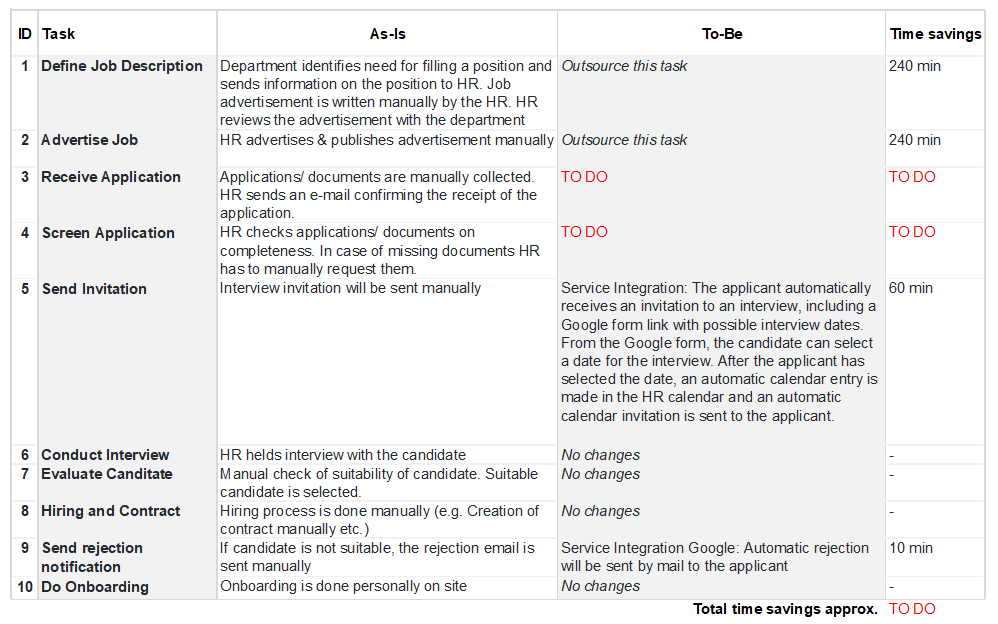 ID Task As-Is To-Be Time savings
1 Define Job Description Department identifies need for filling a position and Outsource this task 240 min
sends information on the position to HR. Job
advertisement is written manually by the HR. HR
reviews the advertisement with the department
2 Advertise Job HR advertises & publishes advertisement manually Outsource this task 240 min
3 Receive Application Applications/ documents are manually collected. TO DO TO DO
HR sends an e-mail confirming the receipt of the
application.
4 Screen Application HR checks applications/ documents on TO DO TO DO
completeness. In case of missing documents HR
has to manually request them.
5 Send Invitation Interview invitation will be sent manually Service Integration: The applicant automatically 60 min
receives an invitation to an interview, including a
Google form link with possible interview dates.
From the Google form, the candidate can select
a date for the interview. After the applicant has
selected the date, an automatic calendar entry is
made in the HR calendar and an automatic
calendar invitation is sent to the applicant.
6 Conduct Interview HR helds interview with the candidate No changes -
7 Evaluate Canditate Manual check of suitability of candidate. Suitable No changes -
candidate is selected.
8 Hiring and Contract Hiring process is done manually (e.g. Creation of No changes -
contract manually etc.)
9 Send rejection If candidate is not suitable, the rejection email is Service Integration Google: Automatic rejection 10 min
notification sent manually will be sent by mail to the applicant
10 Do Onboarding Onboarding is done personally on site No changes -
Total time savings approx. TO DO